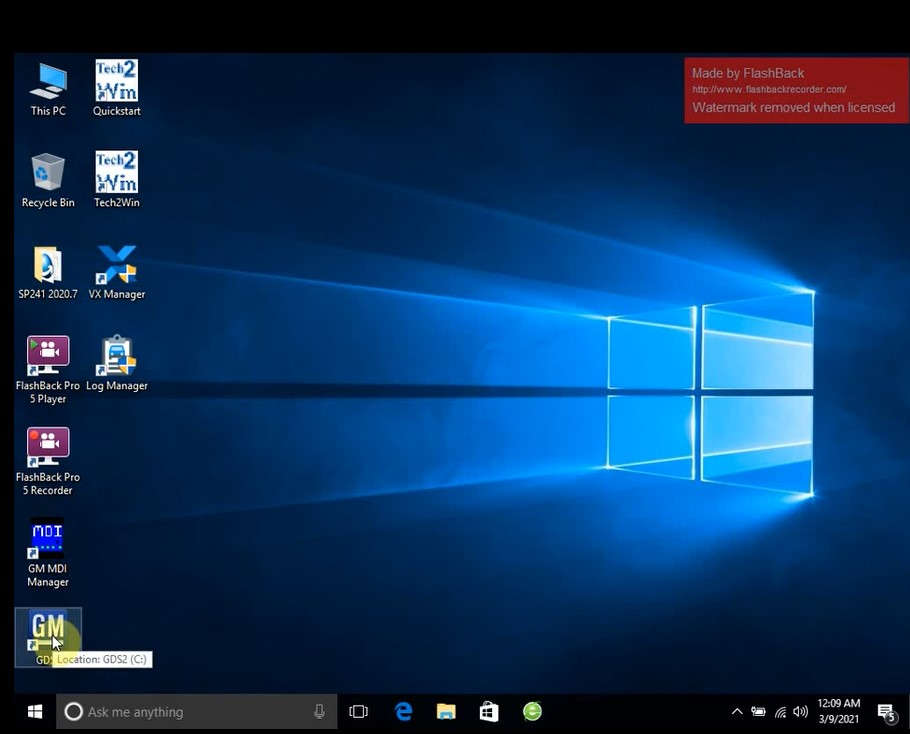 Made by FlashBack
http://www.flashbackrecorder.com/
Watermark removed when licensed
This PC
Tech2
Win
Quickstart
Recycle Bin
Tech2
Win
Tech2Win
SP241 2020.7
VX Manager
FlashBack Pro
5 Player
Log Manager
FlashBack Pro
5 Recorder
MDI
GM MDI
Manager
GM
Location: GDS2 (C:)
Ask me anything
12:09 AM
3/9/2021
5